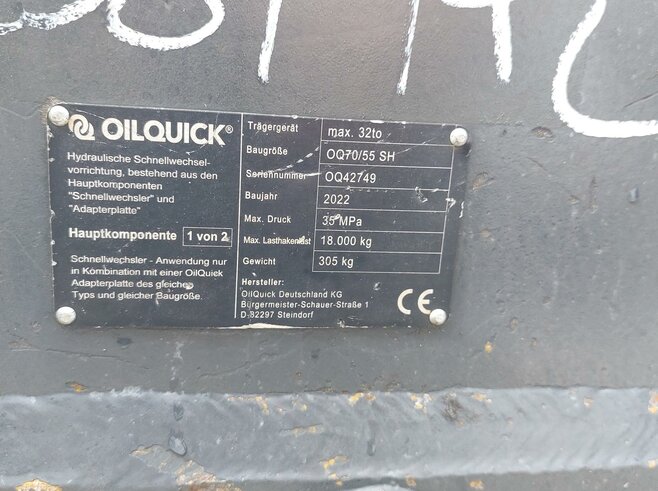 OILQUICK®
Hydraulische Schnellwechsel-
vorrichtung, bestehend aus den
Hauptkomponenten
"Schnellwechsler" und
"Adapterplatte"
Hauptkomponente 1 von 2
Schnellwechsler - Anwendung nur
in Kombination mit einer OilQuick
Adapterplatte des gleichen
Typs und gleicher Baugröße.
Trägergerät max. 32to
Baugröße OQ70/55 SH
Seriennummer OQ42749
Baujahr 2022
Max. Druck 35 MPa
Max. Lasthakenlast 18.000 kg
Gewicht 305 kg
Hersteller:
OilQuick Deutschland KG
Bürgermeister-Schauer-Straße 1
D-82297 Steindorf
CE